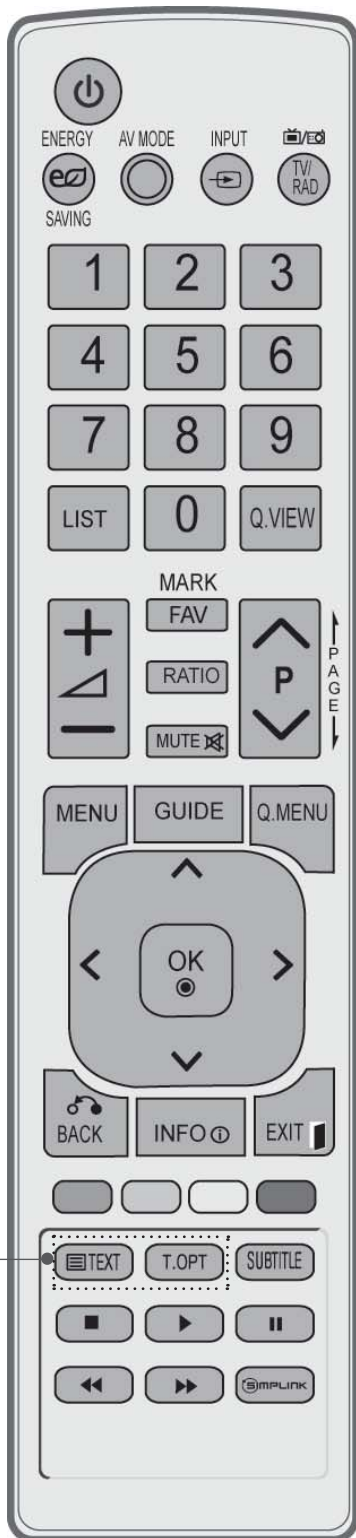 ENERGY AV MODE INPUT
e TV/
RAD
SAVING
1 2 3
4 5 6
7 8 9
LIST 0 Q.VIEW
MARK
FAV
RATIO
P
PAGE
MUTE
MENU GUIDE Q.MENU
OK
BACK INFO i EXIT
TEXT T.OPT SUBTITLE
SIMPLINK